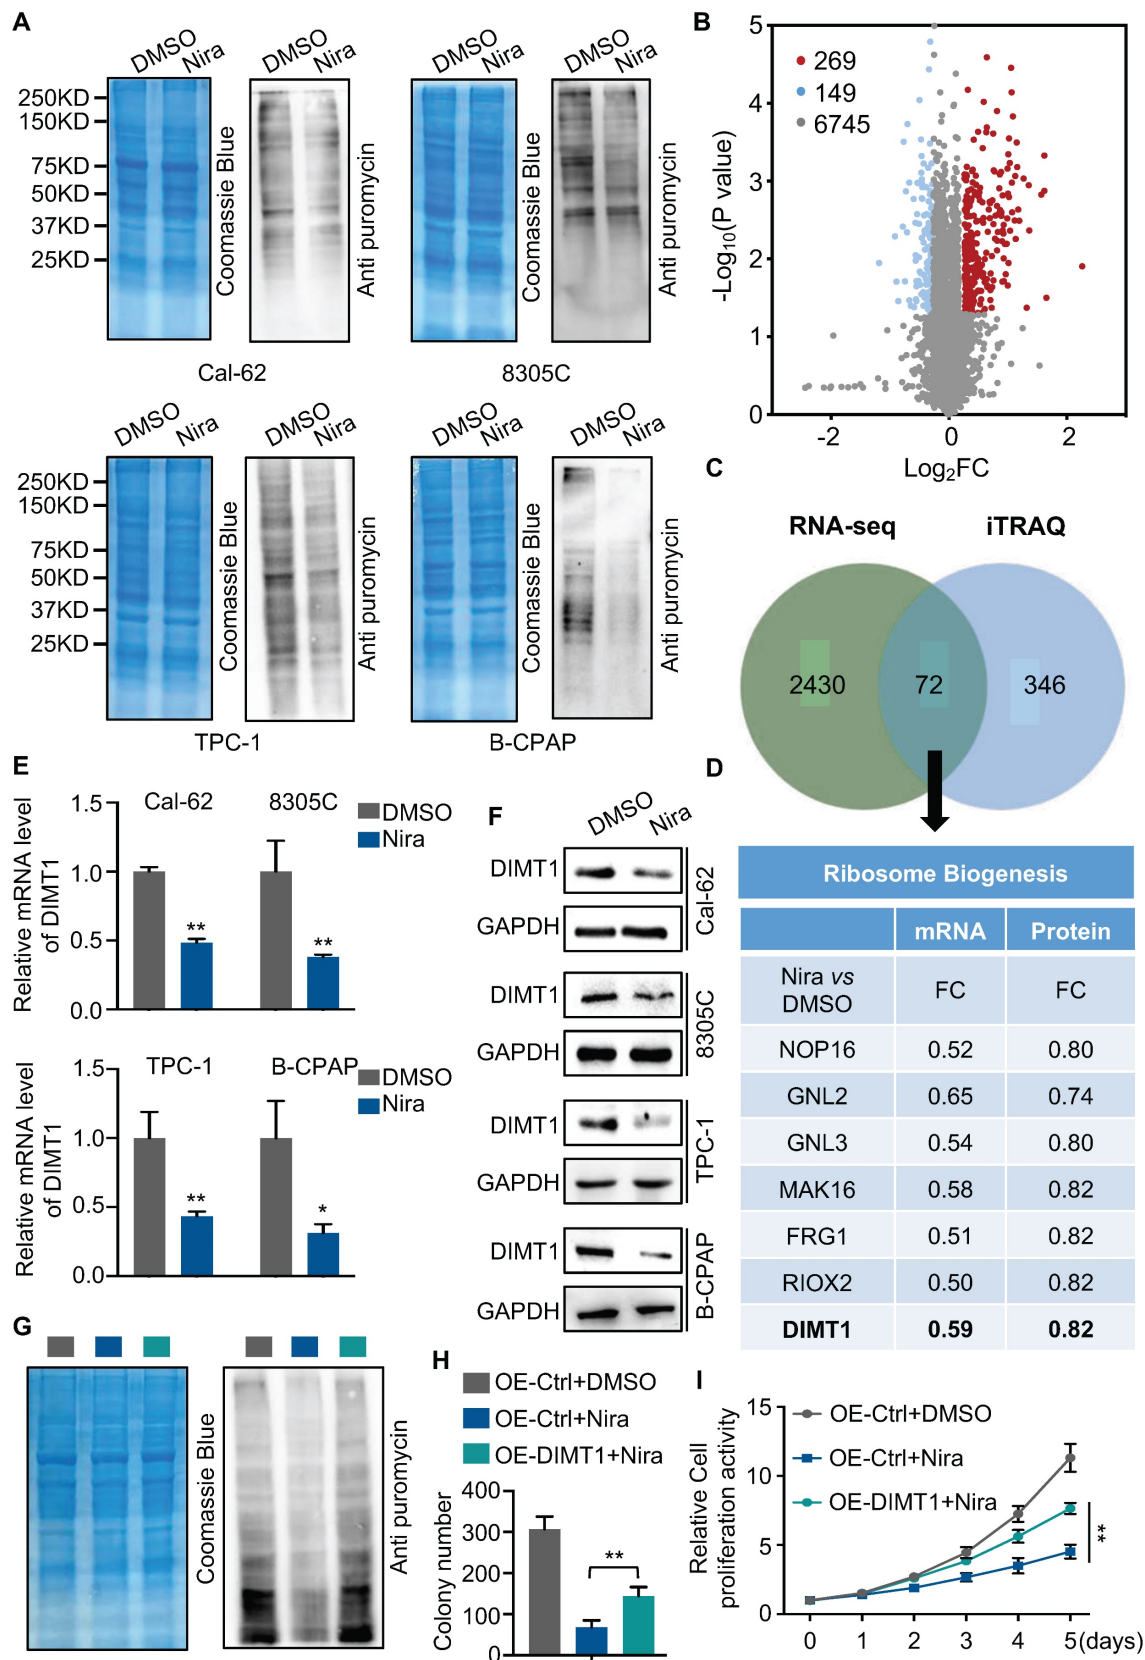 A
DMSO
Nira
DMSO
Nira
DMSO
Nira
DMSO
Nira
250KD
150KD
75KD
50KD
37KD
25KD
Coomassie Blue
Anti puromycin
Coomassie Blue
Anti puromycin
Cal-62
8305C
DMSO
Nira
DMSO
Nira
DMSO
Nira
DMSO
Nira
250KD
150KD
75KD
50KD
37KD
25KD
Coomassie Blue
Anti puromycin
Coomassie Blue
Anti puromycin
TPC-1
B-CPAP
B
-Log10(P value)
5
4
3
2
1
0
269
149
6745
-2
0
2
Log2FC
C
RNA-seq
iTRAQ
2430
72
346
D
Ribosome Biogenesis
mRNA
Protein
Nira vs
DMSO
FC
FC
NOP16
0.52
0.80
GNL2
0.65
0.74
GNL3
0.54
0.80
MAK16
0.58
0.82
FRG1
0.51
0.82
RIOX2
0.50
0.82
DIMT1
0.59
0.82
E
Relative mRNA level
of DIMT1
1.5
1.0
0.5
0.0
Cal-62
8305C
DMSO
Nira
**
**
Relative mRNA level
of DIMT1
1.5
1.0
0.5
0.0
TPC-1
B-CPAP
DMSO
Nira
**
*
F
DMSO
Nira
DIMT1
GAPDH
Cal-62
DIMT1
GAPDH
8305C
DIMT1
GAPDH
TPC-1
DIMT1
GAPDH
B-CPAP
G
Coomassie Blue
Anti puromycin
H
OE-Ctrl+DMSO
OE-Ctrl+Nira
OE-DIMT1+Nira
Colony number
400
300
200
100
0
**
I
Relative Cell
proliferation activity
15
10
5
0
OE-Ctrl+DMSO
OE-Ctrl+Nira
OE-DIMT1+Nira
**
0
1
2
3
4
5(days)